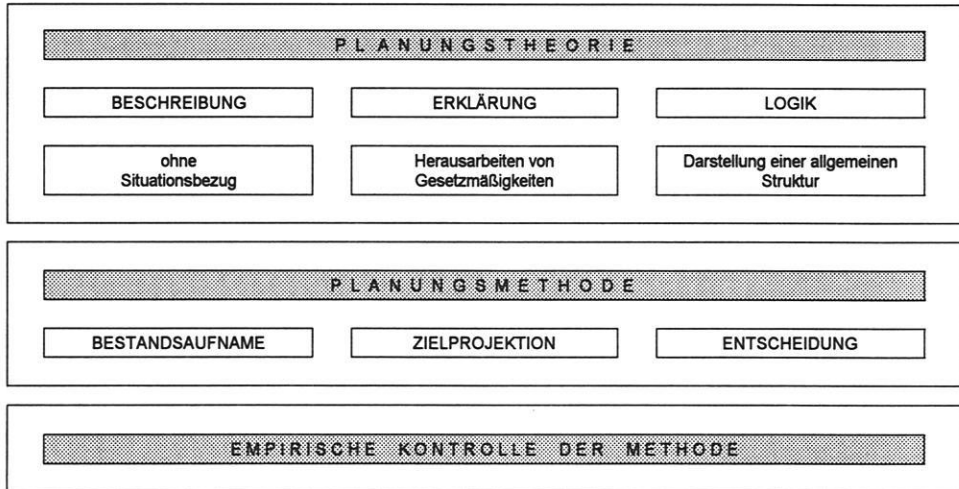 PLANUNGSTHEORIE
BESCHREIBUNG
ERKLÄRUNG
LOGIK
ohne
Situationsbezug
Herausarbeiten von
Gesetzmäßigkeiten
Darstellung einer allgemeinen
Struktur
PLANUNGSMETHODE
BESTANDSAUFNAME
ZIELPROJEKTION
ENTSCHEIDUNG
EMPIRISCHE KONTROLLE DER METHODE